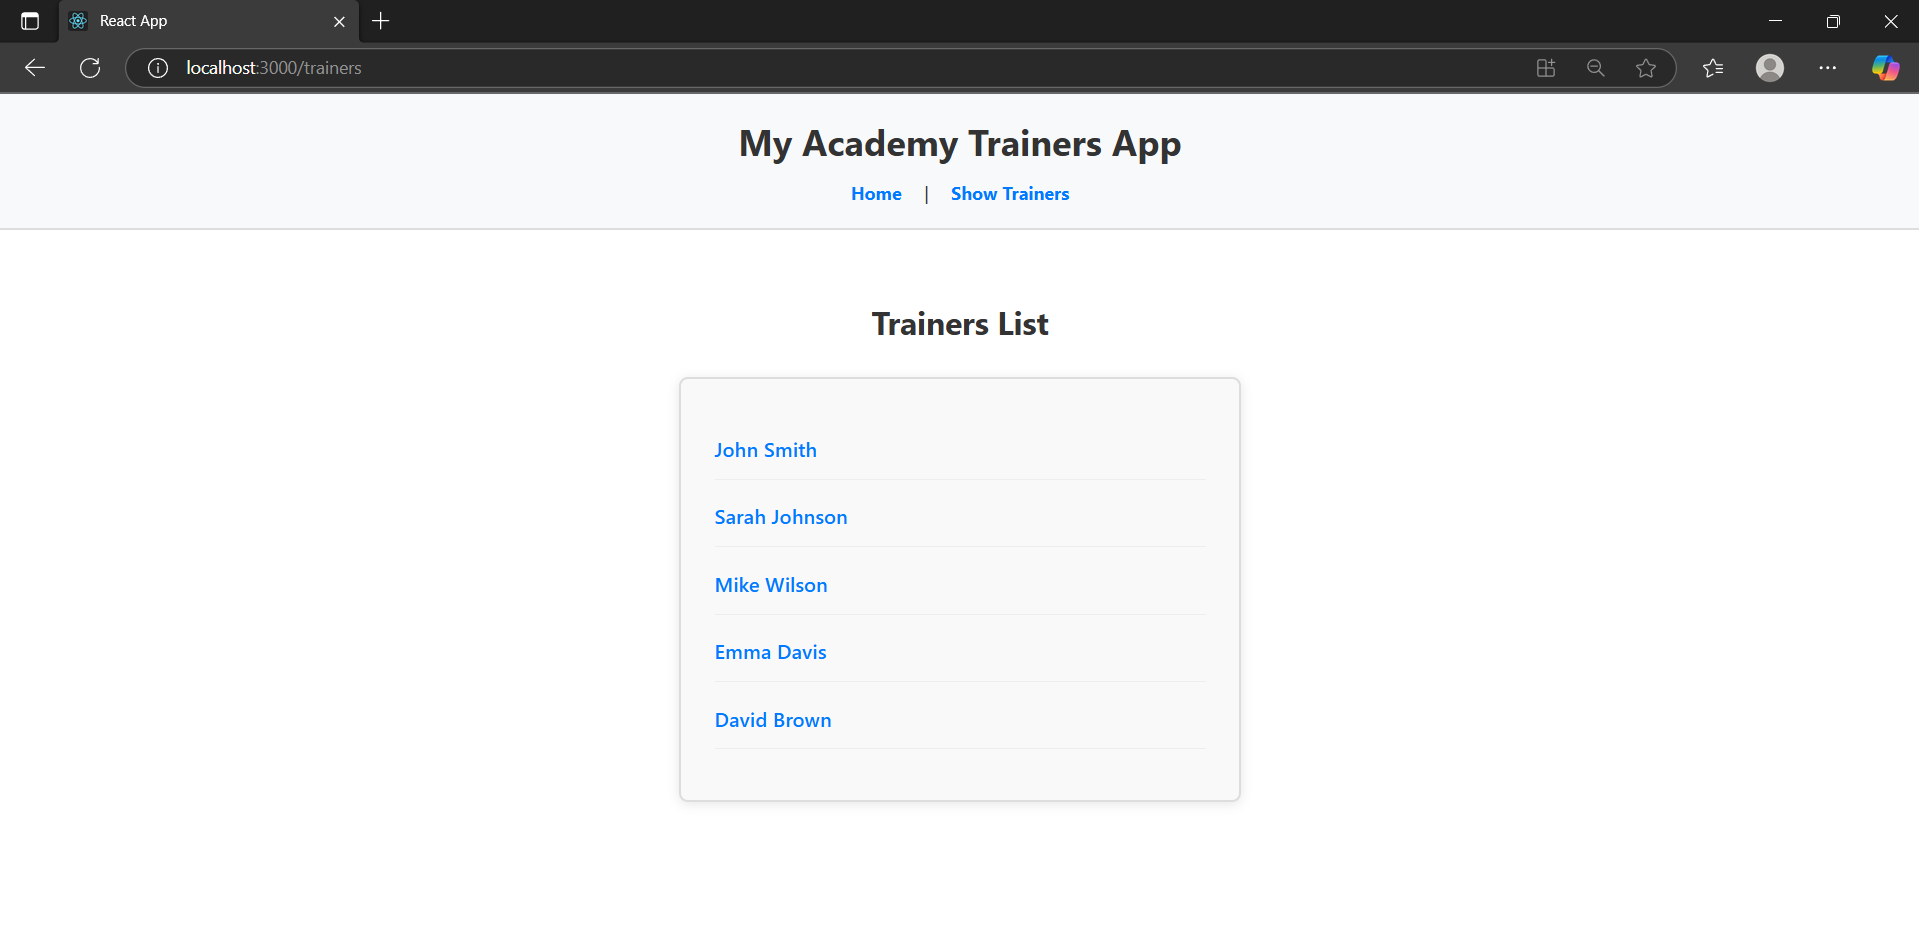 React App
localhost:3000/trainers
My Academy Trainers App
Home | Show Trainers
Trainers List
John Smith
Sarah Johnson
Mike Wilson
Emma Davis
David Brown